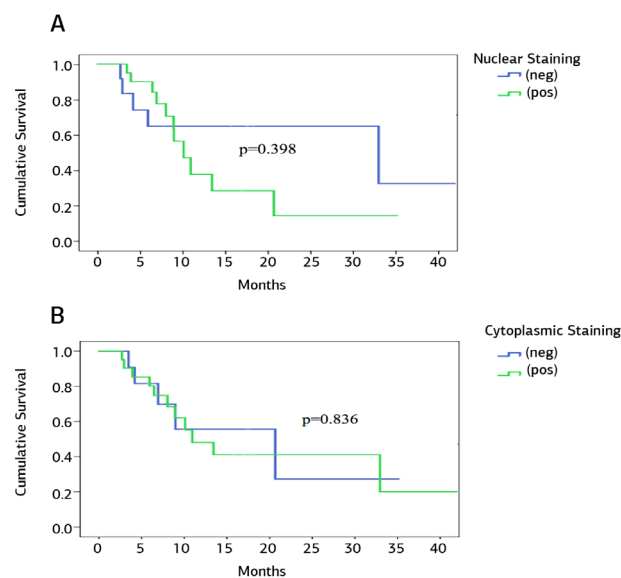 A
Nuclear Staining
(neg)
(pos)
Cumulative Survival
1.0
0.8
0.6
0.4
0.2
0.0
p=0.398
0 5 10 15 20 25 30 35 40
Months
B
Cytoplasmic Staining
(neg)
(pos)
Cumulative Survival
1.0
0.8
0.6
0.4
0.2
0.0
p=0.836
0 5 10 15 20 25 30 35 40
Months